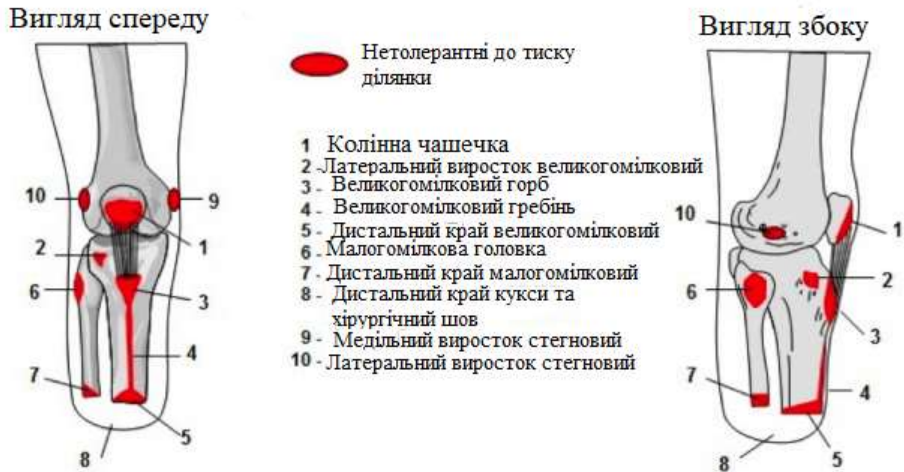 Вигляд спереду
Вигляд збоку
Нетолерантні до тиску
ділянки
1 Колінна чашечка
2 - Латеральний виросток великогомілковий
3 - Великогомілковий горб
4 - Великогомілковий гребінь
5 - Дистальний край великогомілковий
6 - Малогомілкова головка
7 - Дистальний край малогомілковий
8 - Дистальний край кукси та
хірургічний шов
9 - Медільний виросток стегновий
10 - Латеральний виросток стегновий
10
9
2
1
6
3
4
7
5
8
10
1
6
2
3
7
4
8
5